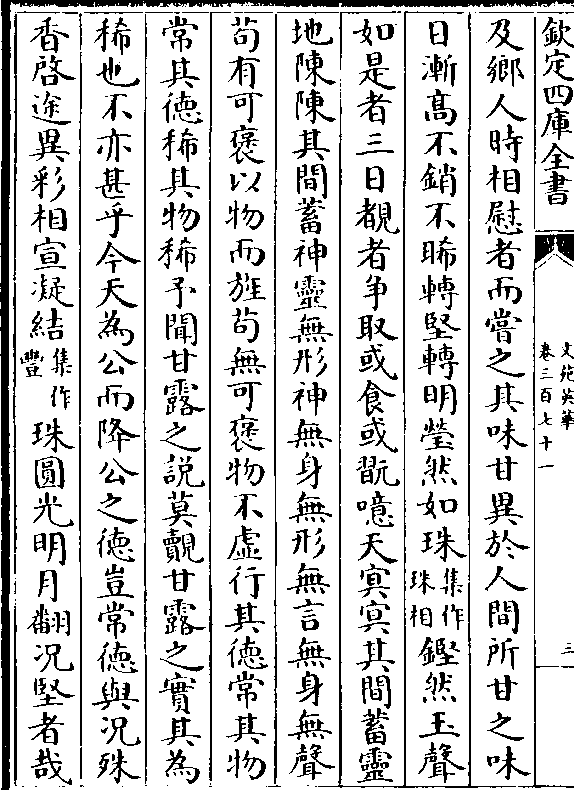 欽定四庫全書
文苑英華
卷三百七十一
三
及鄉人時相慰者而嘗之其味甘異於人間所甘之味
日漸高不銷不晞轉堅轉明瑩然如珠集作珠相鏗然玉聲
如是者三日覩者争取或食或翫噫天㝠㝠其間蓄靈
地陳陳其間蓄神靈無形神無身無形無言無身無聲
茍有可褒以物而旌茍無可褒物不虚行其德常其物
常其德稀其物稀予聞甘露之説莫覿甘露之實其為
稀也不亦甚乎今天為公而降公之德豈常德與况殊
香啓途異彩相宣凝結集作豐珠圓光明月翻况堅者哉